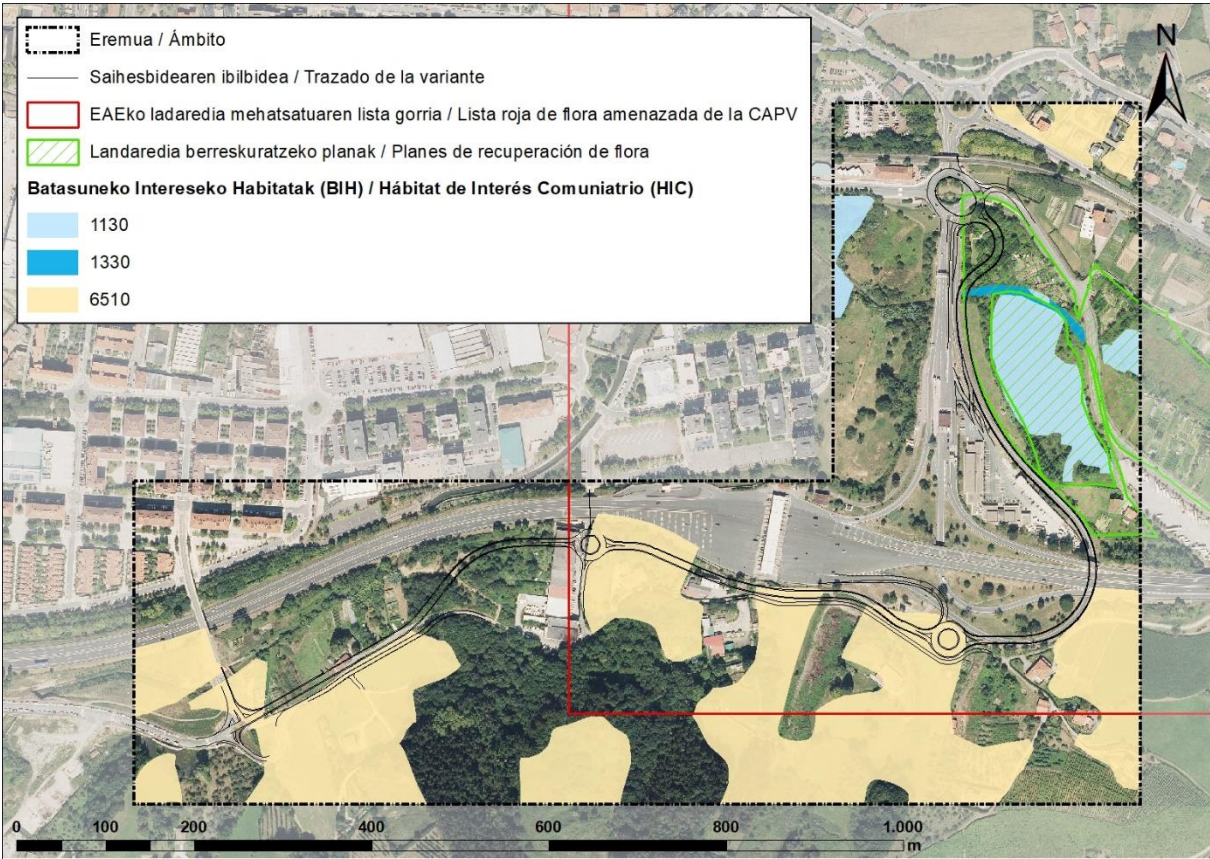 Eremua / Ámbito
Saihesbidearen ibilbidea / Trazado de la variante
EAEko ladaredia mehatsatuaren lista gorria / Lista roja de flora amenazada de la CAPV
Landaredia berreskuratzeko planak / Planes de recuperación de flora
Batasuneko Intereseko Habitatak (BIH) / Hábitat de Interés Comuniatrio (HIC)
1130
1330
6510
N
0 100 200 400 600 800 1.000
m